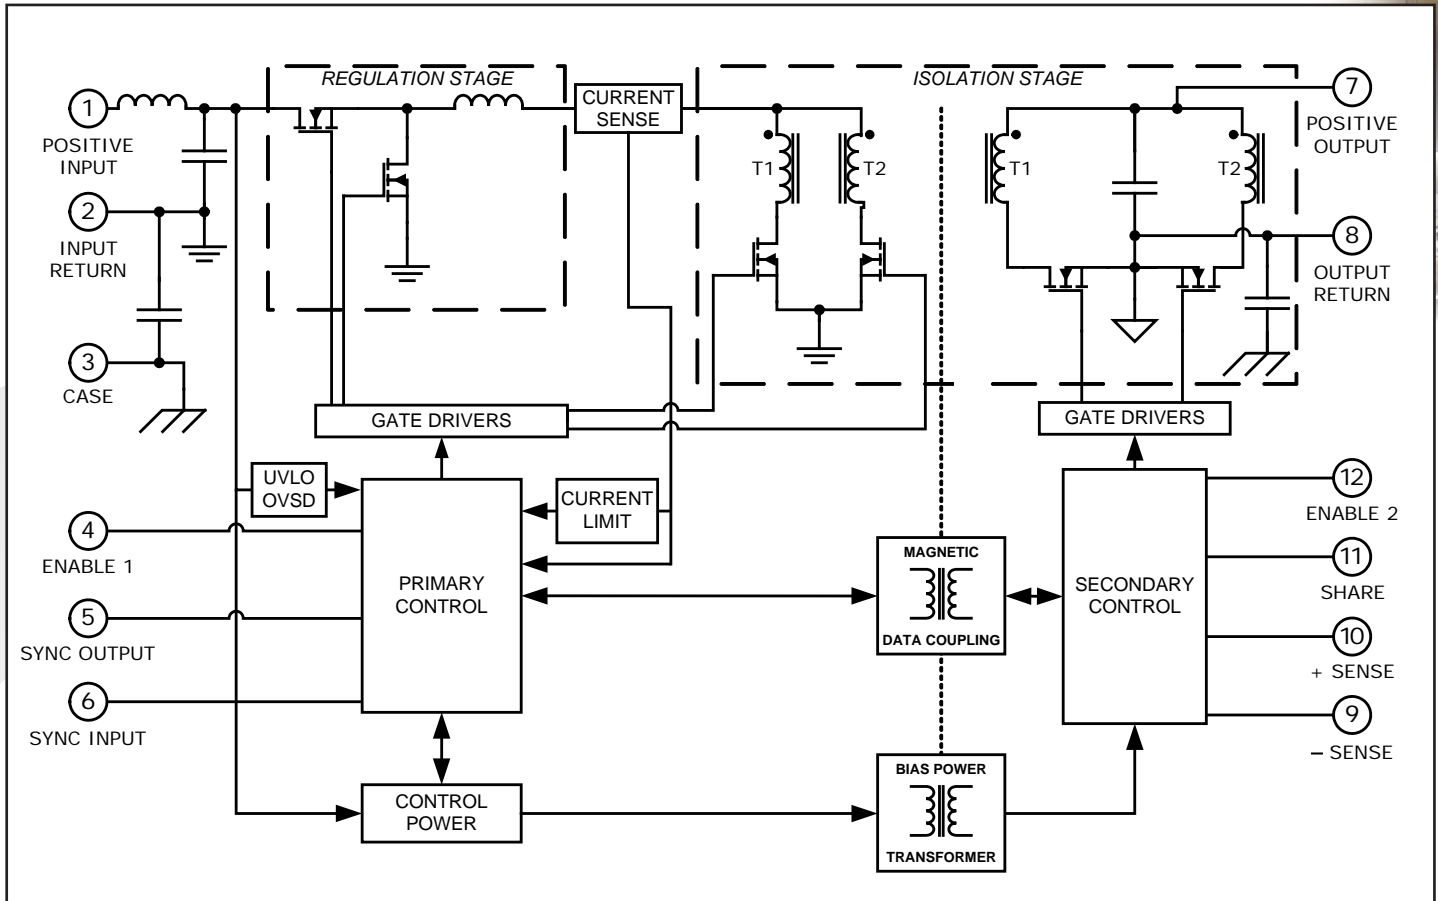 REGULATION STAGE
ISOLATION STAGE
1
POSITIVE
INPUT
CURRENT
SENSE
7
POSITIVE
OUTPUT
T1
T2
T1
T2
2
INPUT
RETURN
8
OUTPUT
RETURN
3
CASE
GATE DRIVERS
GATE DRIVERS
UVLO
OVSD
CURRENT
LIMIT
12
ENABLE 2
4
ENABLE 1
PRIMARY
CONTROL
MAGNETIC
DATA COUPLING
SECONDARY
CONTROL
11
SHARE
5
SYNC OUTPUT
10
+ SENSE
6
SYNC INPUT
9
– SENSE
CONTROL
POWER
BIAS POWER
TRANSFORMER